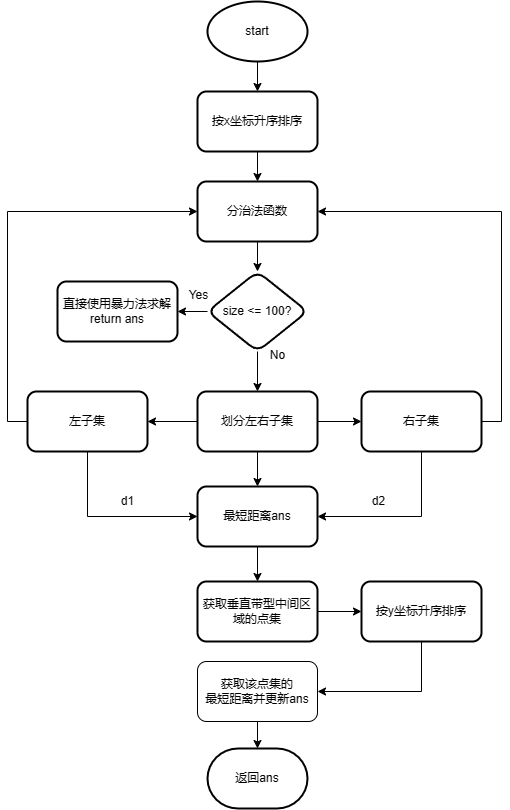 start
按x坐标升序排序
分治法函数
Yes
直接使用暴力法求解
return ans
size <= 100?
No
左子集
划分左右子集
右子集
d1
d2
最短距离ans
获取垂直带型中间区
域的点集
按y坐标升序排序
获取该点集的
最短距离并更新ans
返回ans